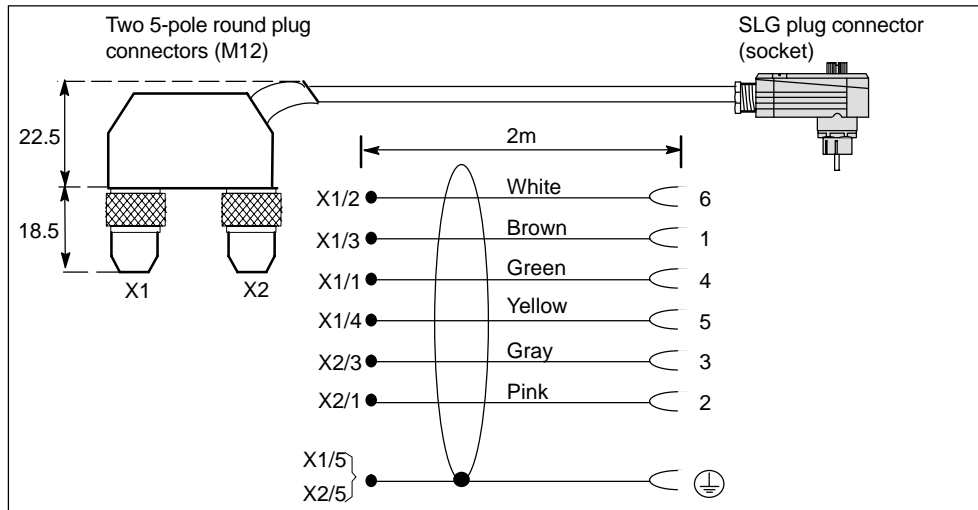 Two 5-pole round plug
connectors (M12)
SLG plug connector
(socket)
22.5
18.5
X1
X2
2m
X1/2 White 6
X1/3 Brown 1
X1/1 Green 4
X1/4 Yellow 5
X2/3 Gray 3
X2/1 Pink 2
X1/5
X2/5